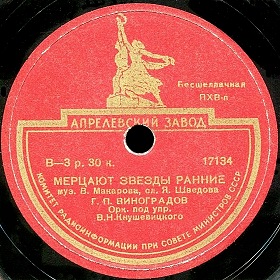 Бесшеллачная
ЯХВ-п
АПРЕЛЕВСКИЙ ЗАВОД
В—3 р. 30 к.
17134
МЕРЦАЮТ ЗВЕЗДЫ РАННИЕ
муз. В. Макарова, сл. Я. Шведова
Г. П. ВИНОГРАДОВ
Орк. под упр.
В.Н.Кнушевицкого
КОМИТЕТ РАДИОИНФОРМАЦИИ ПРИ СОВЕТЕ МИНИСТРОВ СССР